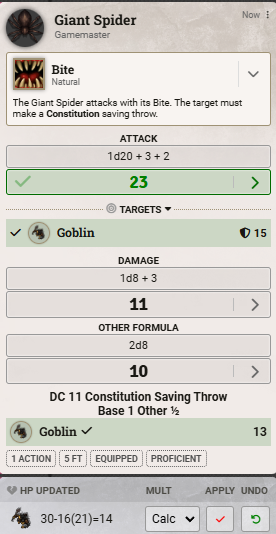 Giant Spider
Now
Gamemaster
Bite
Natural
The Giant Spider attacks with its Bite. The target must
make a Constitution saving throw.
ATTACK
1d20 + 3 + 2
23
TARGETS
Goblin
15
DAMAGE
1d8 + 3
11
OTHER FORMULA
2d8
10
DC 11 Constitution Saving Throw
Base 1 Other ½
Goblin
13
1 ACTION
5 FT
EQUIPPED
PROFICIENT
HP UPDATED
MULT
APPLY
UNDO
30-16(21)=14
Calc